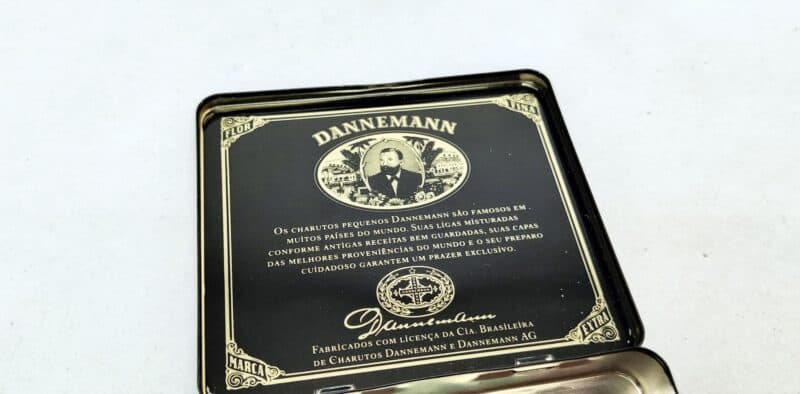 FLOR
FINA
DANNEMANN
OS CHARUTOS PEQUENOS DANNEMANN SÃO FAMOSOS EM
MUITOS PAÍSES DO MUNDO. SUAS LIGAS MISTURADAS
CONFORME ANTIGAS RECEITAS BEM GUARDADAS, SUAS CAPAS
DAS MELHORES PROVENIÊNCIAS DO MUNDO E O SEU PREPARO
CUIDADOSO GARANTEM UM PRAZER EXCLUSIVO.
Dannemann
FABRICADOS COM LICENÇA DA CIA. BRASILEIRA
DE CHARUTOS DANNEMANN E DANNEMANN AG
MARCA
EXTRA